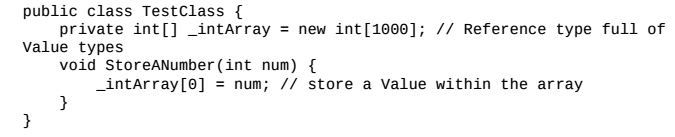 public class TestClass {
    private int[] _intArray = new int[1000]; // Reference type full of
Value types
    void StoreANumber(int num) {
        _intArray[0] = num; // store a Value within the array
    }
}